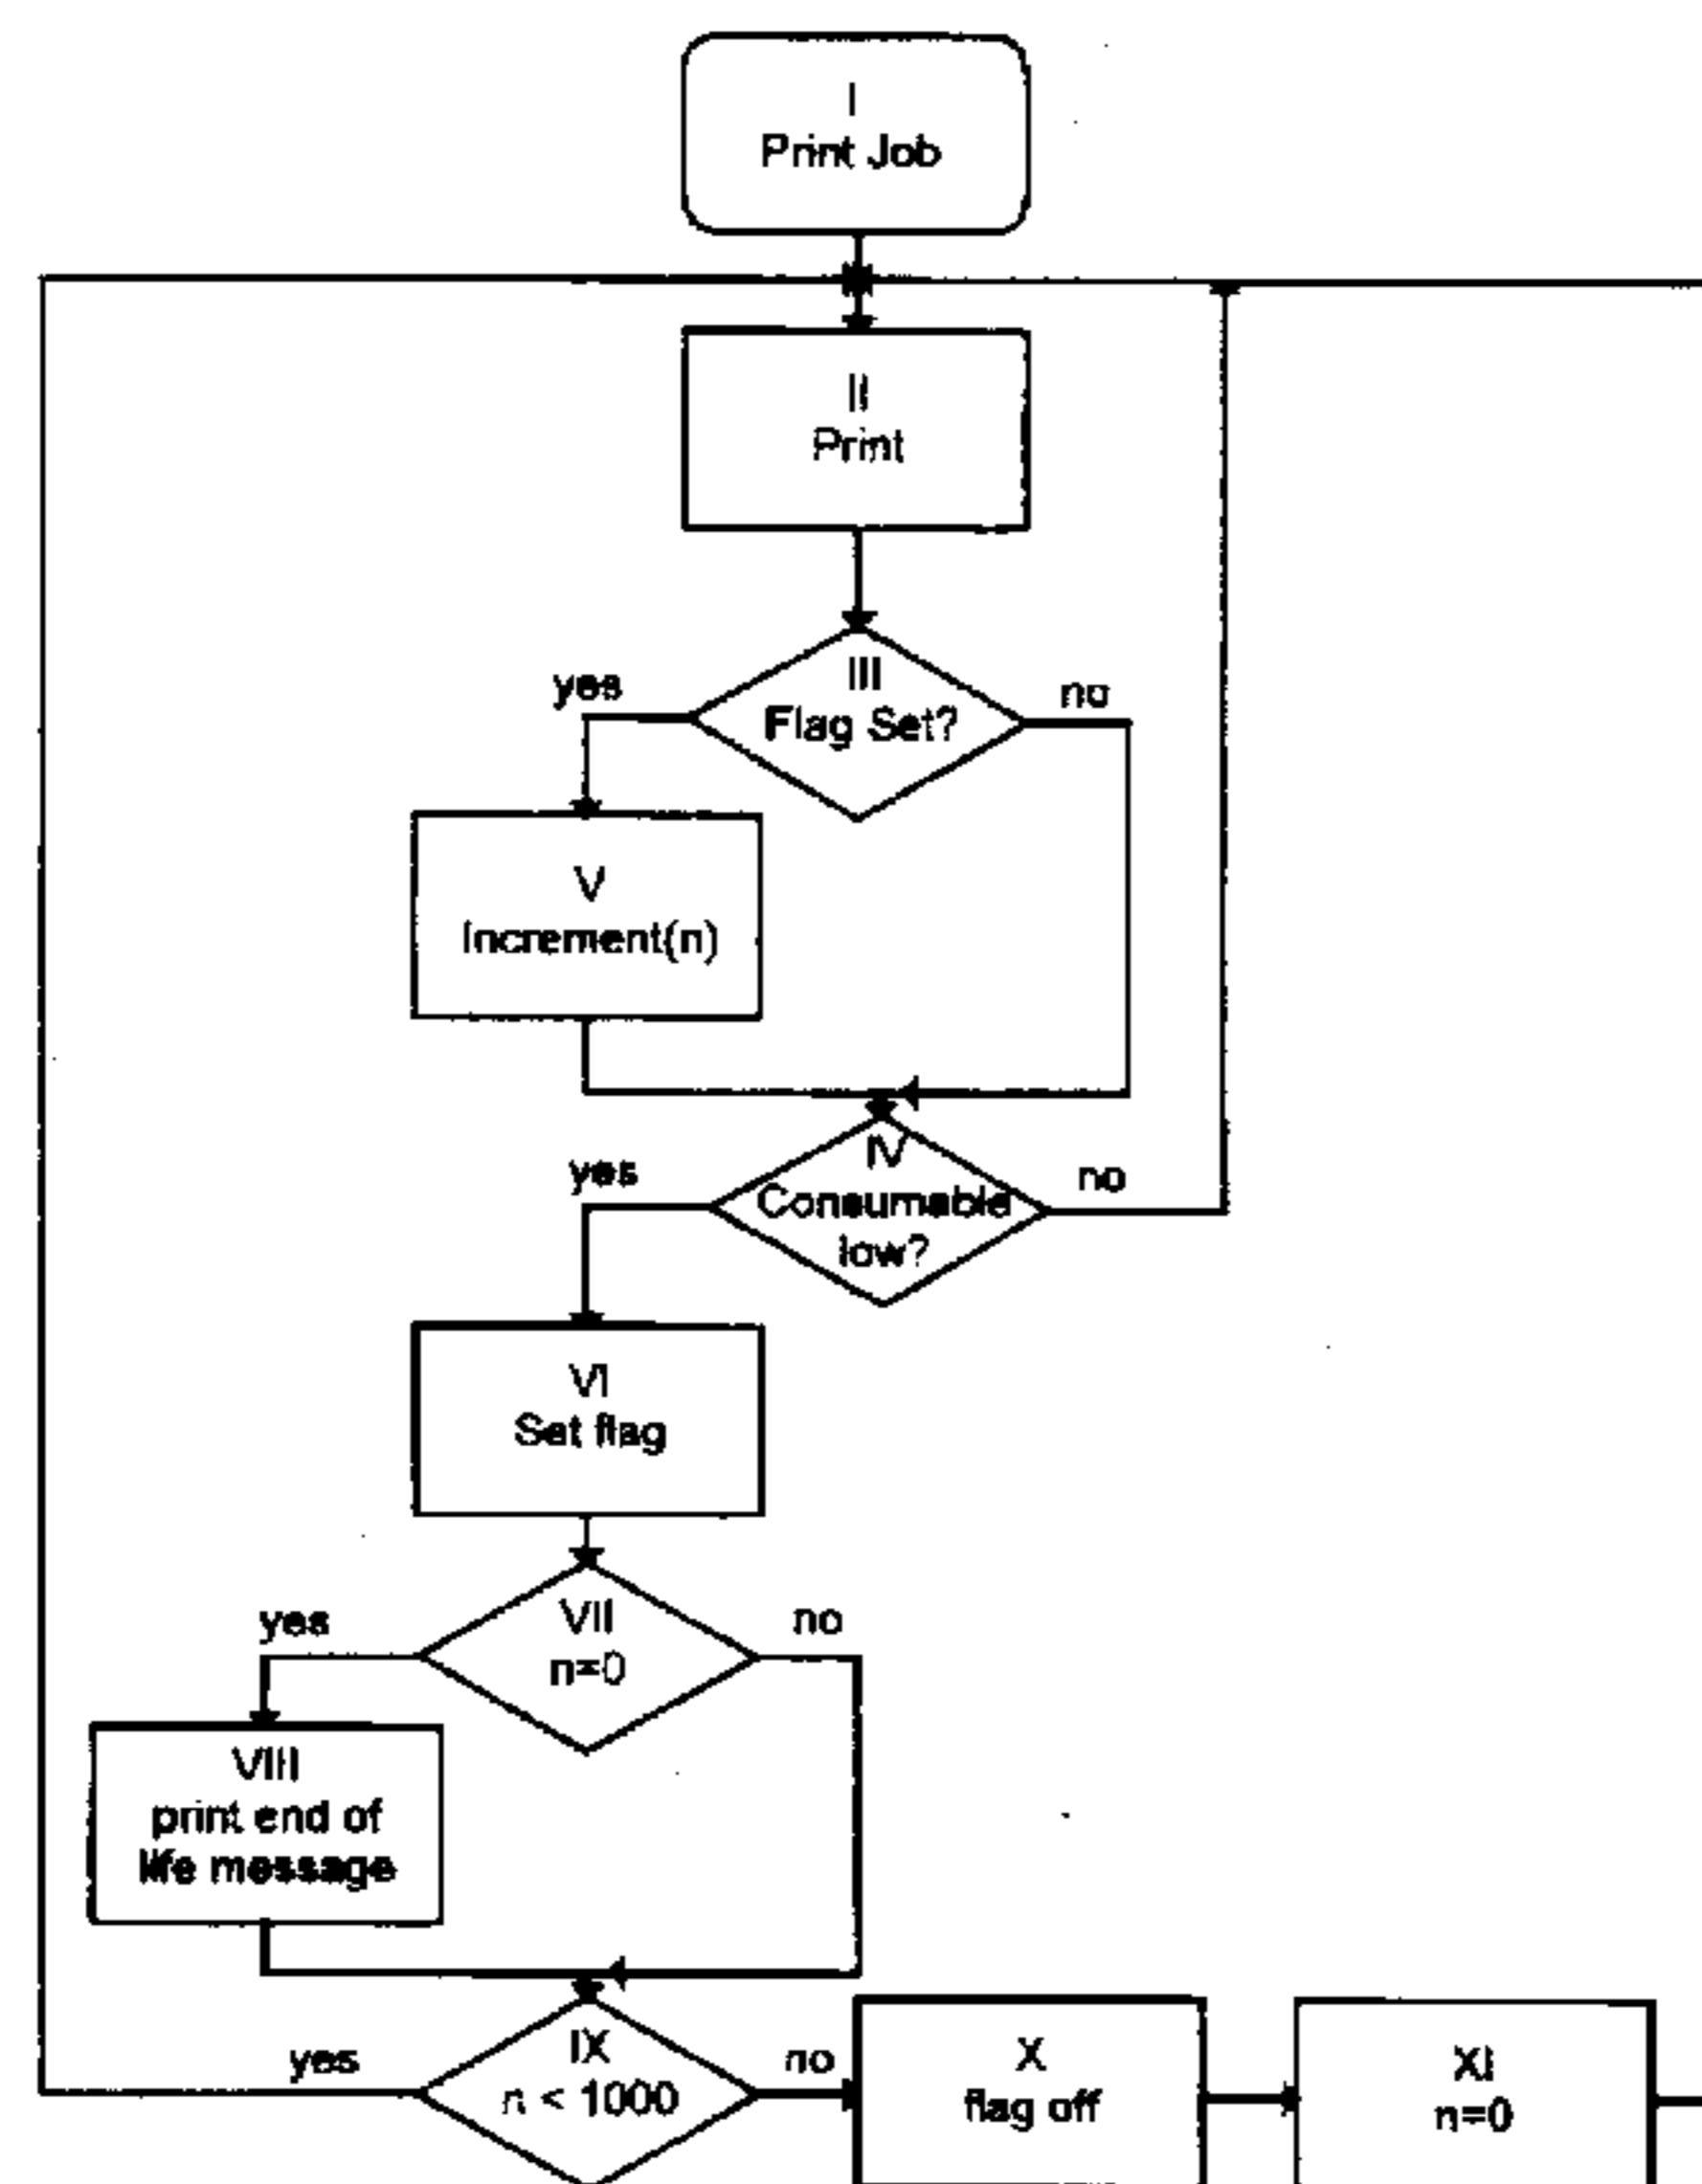 I
Print Job
II
Print
III
Flag Set?
yes
no
V
Increment(n)
IV
Consumable
low?
yes
no
VI
Set flag
VII
n=0
yes
no
VIII
print end of
life message
IX
n < 1000
yes
no
X
flag off
XI
n=0